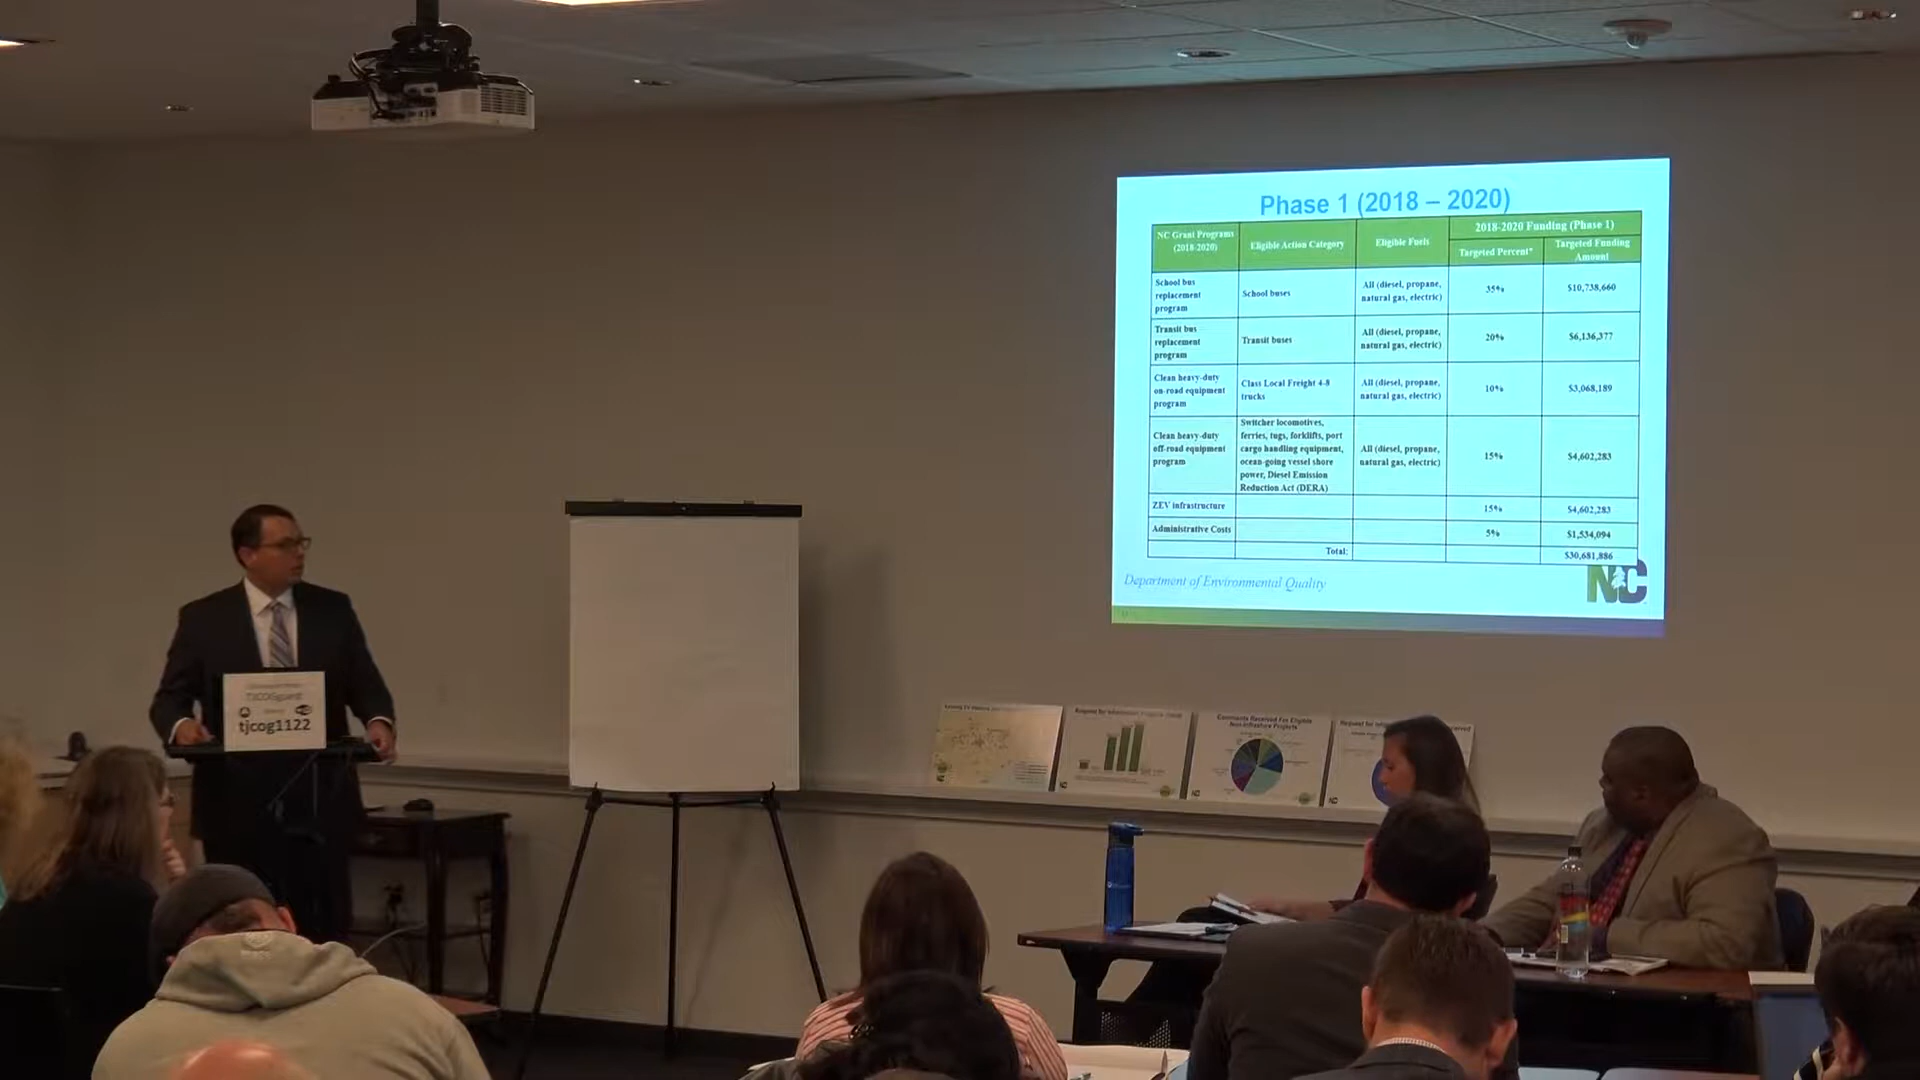 Phase 1 (2018 – 2020)
NC Grant Programs
(2018-2020)
Eligible Action Category
Eligible Fuels
2018-2020 Funding (Phase 1)
Targeted Percent*
Targeted Funding
Amount
School bus
replacement
program
School buses
All (diesel, propane,
natural gas, electric)
35%
$10,738,660
Transit bus
replacement
program
Transit buses
All (diesel, propane,
natural gas, electric)
20%
$6,136,377
Clean heavy-duty
on-road equipment
program
Class Local Freight 4-8
trucks
All (diesel, propane,
natural gas, electric)
10%
$3,068,189
Clean heavy-duty
off-road equipment
program
Switcher locomotives,
ferries, tugs, forklifts, port
cargo handling equipment,
ocean-going vessel shore
power, Diesel Emission
Reduction Act (DERA)
All (diesel, propane,
natural gas, electric)
15%
$4,602,283
ZEV infrastructure
15%
$4,602,283
Administrative Costs
5%
$1,534,094
Total:
$30,681,886
Department of Environmental Quality
NC
TJCOGguest
tjcog1122
Comments Received For Eligible